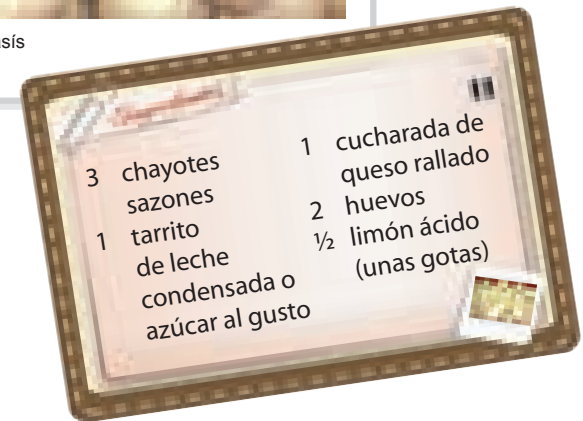 asís
3 chayotes
sazones
1 tarrito
de leche
condensada o
azúcar al gusto
1 cucharada de
queso rallado
2 huevos
½ limón ácido
(unas gotas)